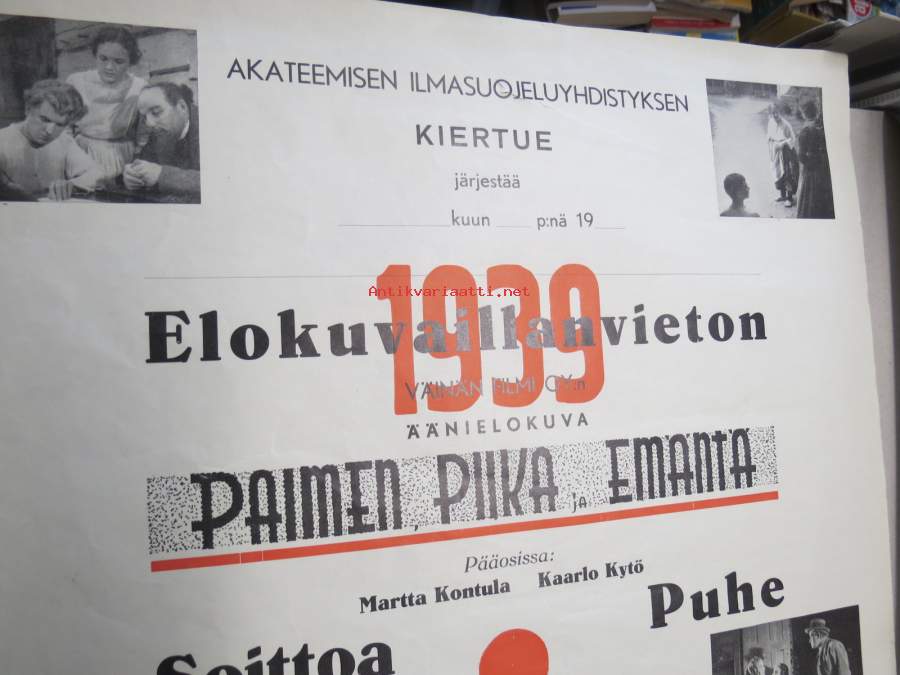 AKATEEMISEN ILMASUOJELUYHDISTYKSEN
KIERTUE
järjestää
kuun p:nä 19
1939
Antikvariaatti.net
Elokuvaillanvieton
VÄINÄN FILMI OY:n
ÄÄNIELOKUVA
PAIMEN, PIIKA ja EMÄNTÄ
Pääosissa:
Martta Kontula Kaarlo Kytö
Puhe
Soittoa